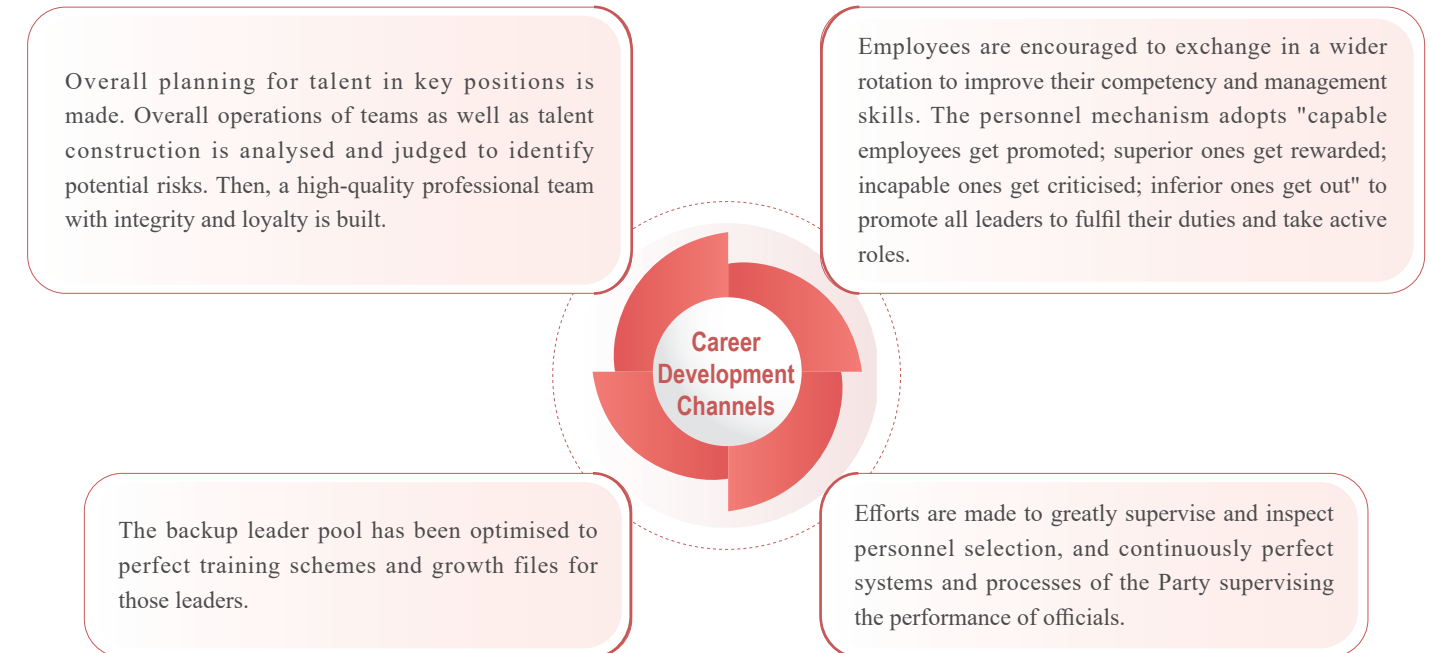 Overall planning for talent in key positions is
made. Overall operations of teams as well as talent
construction is analysed and judged to identify
potential risks. Then, a high-quality professional team
with integrity and loyalty is built.
Employees are encouraged to exchange in a wider
rotation to improve their competency and management
skills. The personnel mechanism adopts "capable
employees get promoted; superior ones get rewarded;
incapable ones get criticised; inferior ones get out" to
promote all leaders to fulfil their duties and take active
roles.
Career
Development
Channels
The backup leader pool has been optimised to
perfect training schemes and growth files for
those leaders.
Efforts are made to greatly supervise and inspect
personnel selection, and continuously perfect
systems and processes of the Party supervising
the performance of officials.